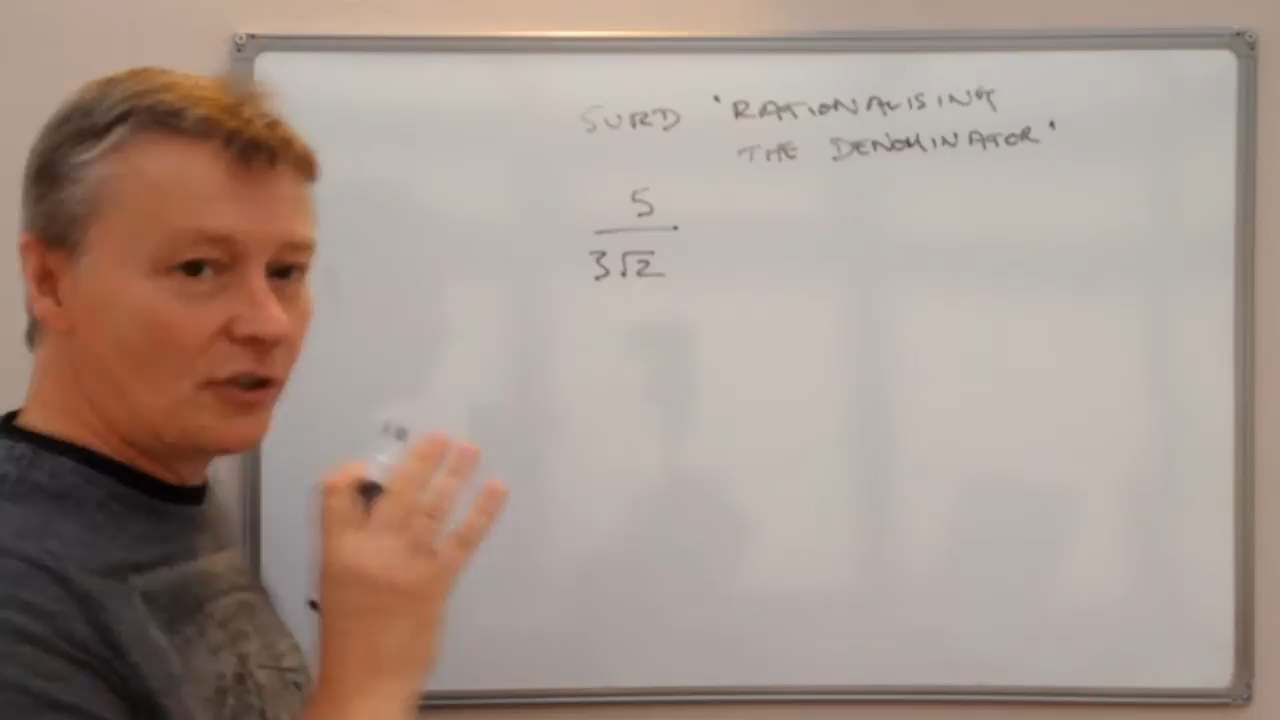 SURD 'RATIONALISING
THE DENOMINATOR'
5
3√2